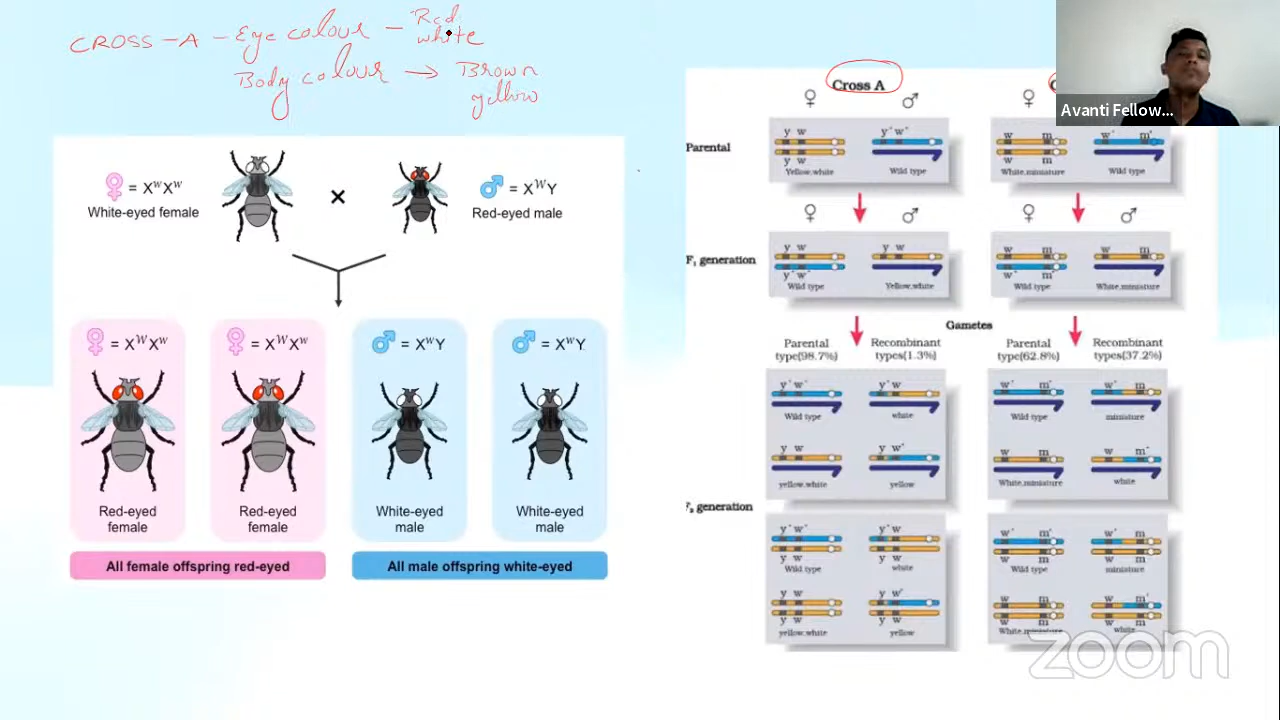 CROSS - A - Eye colour - Red
white
Body colour → Brown
yellow
Avanti Fellow...
♀ = XʷXʷ
White-eyed female
×
♂ = XᵂY
Red-eyed male
♀ = XᵂXʷ
♀ = XᵂXʷ
♂ = XʷY
♂ = XʷY
Red-eyed
female
Red-eyed
female
White-eyed
male
White-eyed
male
All female offspring red-eyed
All male offspring white-eyed
Cross A
♀ ♂ ♀
Parental
y w
y w
Yellow,white
y⁺ w⁺
Wild type
w m
w m
White,miniature
w⁺ m⁺
Wild type
♀ ♂ ♀ ♂
F₁ generation
y w
y⁺ w⁺
Wild type
y w
Yellow,white
w m
w⁺ m⁺
Wild type
w m
White,miniature
Gametes
Parental
type(98.7%)
Recombinant
types(1.3%)
Parental
type(62.8%)
Recombinant
types(37.2%)
y⁺ w⁺
Wild type
y⁺ w
white
w⁺ m⁺
Wild type
w⁺ m
miniature
y w
yellow,white
y w⁺
yellow
w m
White,miniature
w m⁺
white
generation
y⁺ w⁺
y w
Wild type
y⁺ w
y w
white
w⁺ m⁺
w m
Wild type
w⁺ m
w m
miniature
y w
y w
yellow,white
y w⁺
y w
yellow
w m
w m
White,miniature
w m⁺
w m
white
zoom